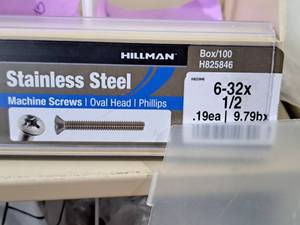 HILLMAN
Box/100
H825846
Stainless Steel
Machine Screws | Oval Head | Phillips
6-32x
1/2
.19ea | 9.79bx